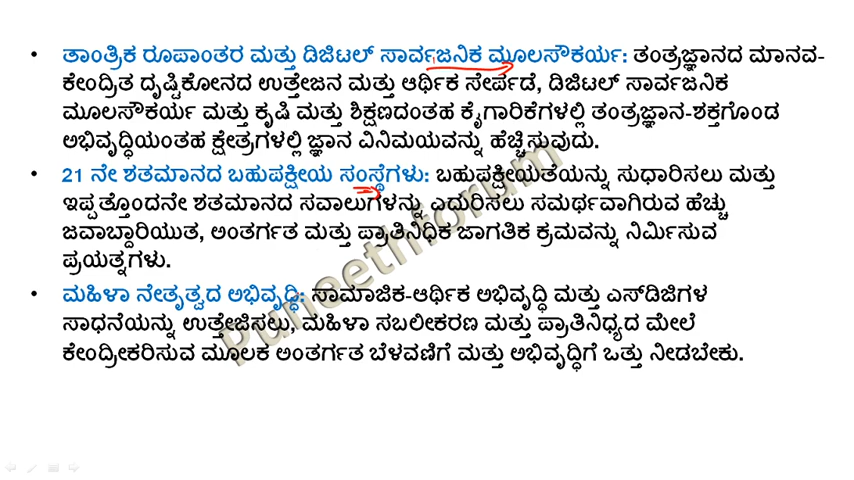 • ತಾಂತ್ರಿಕ ರೂಪಾಂತರ ಮತ್ತು ಡಿಜಿಟಲ್ ಸಾರ್ವಜನಿಕ ಮೂಲಸೌಕರ್ಯ: ತಂತ್ರಜ್ಞಾನದ ಮಾನವ-
ಕೇಂದ್ರಿತ ದೃಷ್ಟಿಕೋನದ ಉತ್ತೇಜನ ಮತ್ತು ಆರ್ಥಿಕ ಸೇರ್ಪಡೆ, ಡಿಜಿಟಲ್ ಸಾರ್ವಜನಿಕ
ಮೂಲಸೌಕರ್ಯ ಮತ್ತು ಕೃಷಿ ಮತ್ತು ಶಿಕ್ಷಣದಂತಹ ಕೈಗಾರಿಕೆಗಳಲ್ಲಿ ತಂತ್ರಜ್ಞಾನ-ಶಕ್ತಗೊಂಡ
ಅಭಿವೃದ್ಧಿಯಂತಹ ಕ್ಷೇತ್ರಗಳಲ್ಲಿ ಜ್ಞಾನ ವಿನಿಮಯವನ್ನು ಹೆಚ್ಚಿಸುವುದು.
• 21 ನೇ ಶತಮಾನದ ಬಹುಪಕ್ಷೀಯ ಸಂಸ್ಥೆಗಳು: ಬಹುಪಕ್ಷೀಯತೆಯನ್ನು ಸುಧಾರಿಸಲು ಮತ್ತು
ಇಪ್ಪತ್ತೊಂದನೇ ಶತಮಾನದ ಸವಾಲುಗಳನ್ನು ಎದುರಿಸಲು ಸಮರ್ಥವಾಗಿರುವ ಹೆಚ್ಚು
ಜವಾಬ್ದಾರಿಯುತ, ಅಂತರ್ಗತ ಮತ್ತು ಪ್ರಾತಿನಿಧಿಕ ಜಾಗತಿಕ ಕ್ರಮವನ್ನು ನಿರ್ಮಿಸುವ
ಪ್ರಯತ್ನಗಳು.
• ಮಹಿಳಾ ನೇತೃತ್ವದ ಅಭಿವೃದ್ಧಿ: ಸಾಮಾಜಿಕ-ಆರ್ಥಿಕ ಅಭಿವೃದ್ಧಿ ಮತ್ತು ಎಸ್‌ಡಿಜಿಗಳ
ಸಾಧನೆಯನ್ನು ಉತ್ತೇಜಿಸಲು, ಮಹಿಳಾ ಸಬಲೀಕರಣ ಮತ್ತು ಪ್ರಾತಿನಿಧ್ಯದ ಮೇಲೆ
ಕೇಂದ್ರೀಕರಿಸುವ ಮೂಲಕ ಅಂತರ್ಗತ ಬೆಳವಣಿಗೆ ಮತ್ತು ಅಭಿವೃದ್ಧಿಗೆ ಒತ್ತು ನೀಡಬೇಕು.
Puneethforum